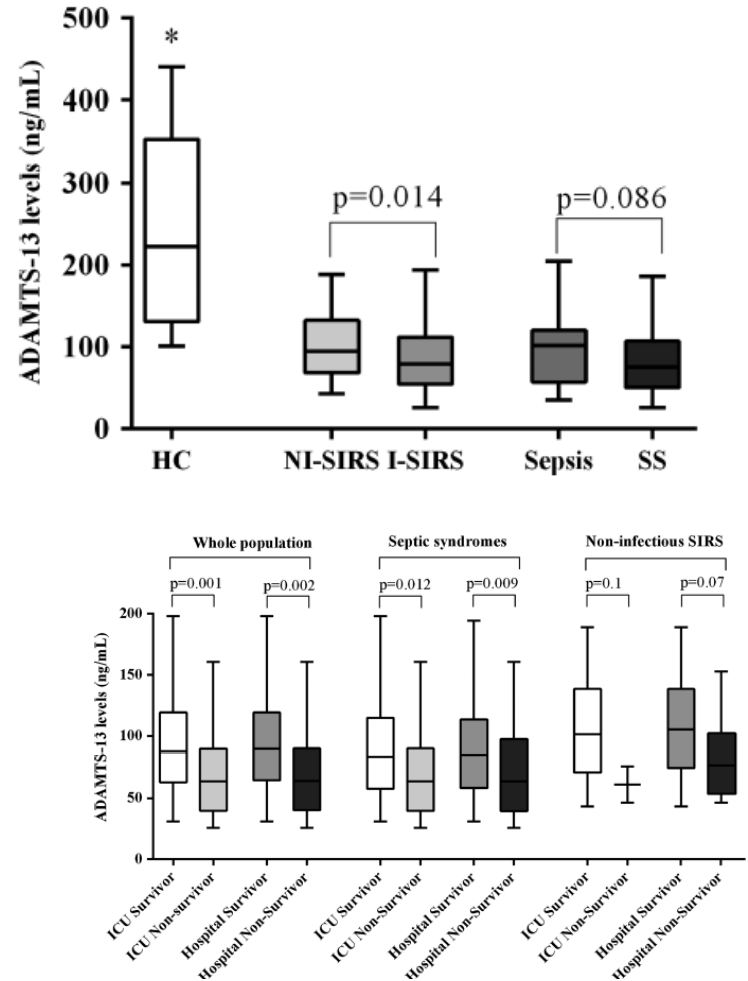 500
*
400
300
200
100
0
ADAMTS-13 levels (ng/mL)
p=0.014
p=0.086
HC
NI-SIRS
I-SIRS
Sepsis
SS
Whole population
Septic syndromes
Non-infectious SIRS
p=0.001
p=0.002
p=0.012
p=0.009
p=0.1
p=0.07
200
150
100
50
0
ADAMTS-13 levels (ng/mL)
ICU Survivor
ICU Non-survivor
Hospital Survivor
Hospital Non-Survivor
ICU Survivor
ICU Non-survivor
Hospital Survivor
Hospital Non-Survivor
ICU Survivor
ICU Non-Survivor
Hospital Survivor
Hospital Non-Survivor